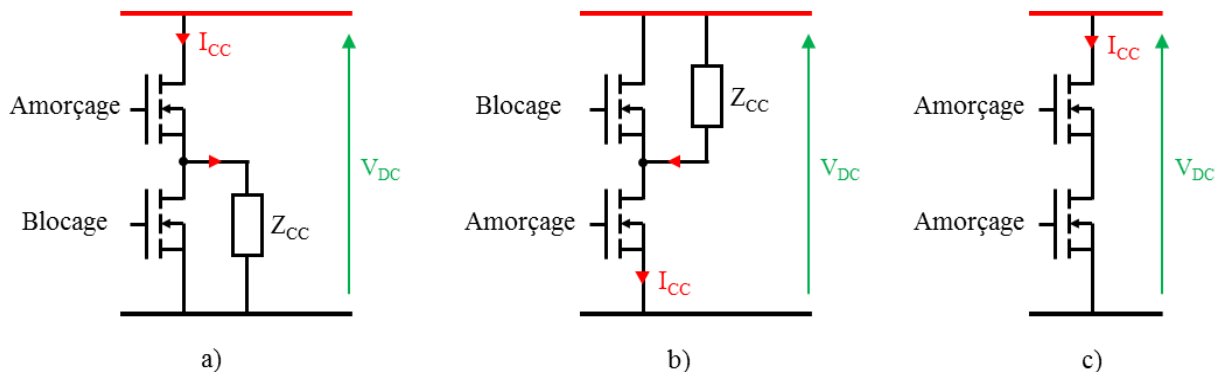 I_CC
Amorçage
Blocage
Z_CC
V_DC
a)
Blocage
Amorçage
Z_CC
I_CC
V_DC
b)
I_CC
Amorçage
Amorçage
V_DC
c)